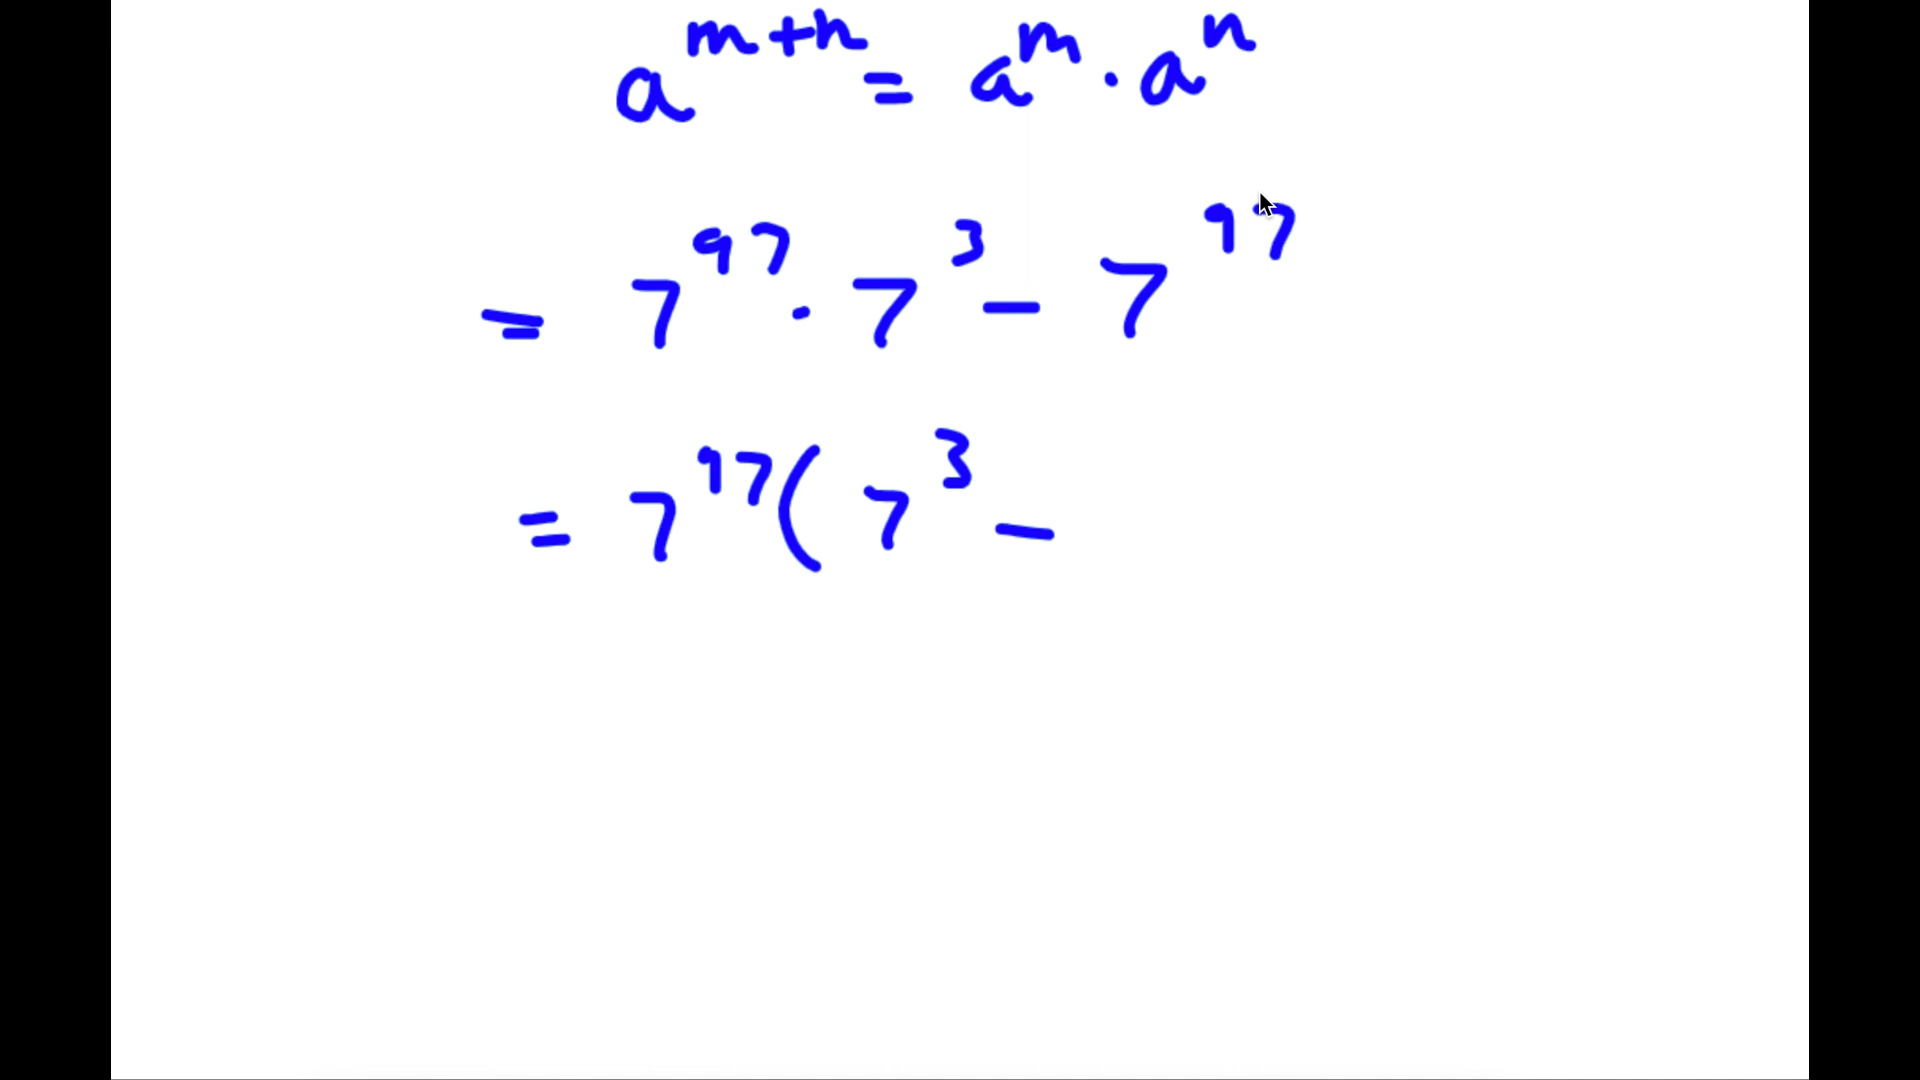 a^{m+n} = a^m · a^n
= 7^{97} · 7^3 − 7^{97}
= 7^{97}( 7^3 −